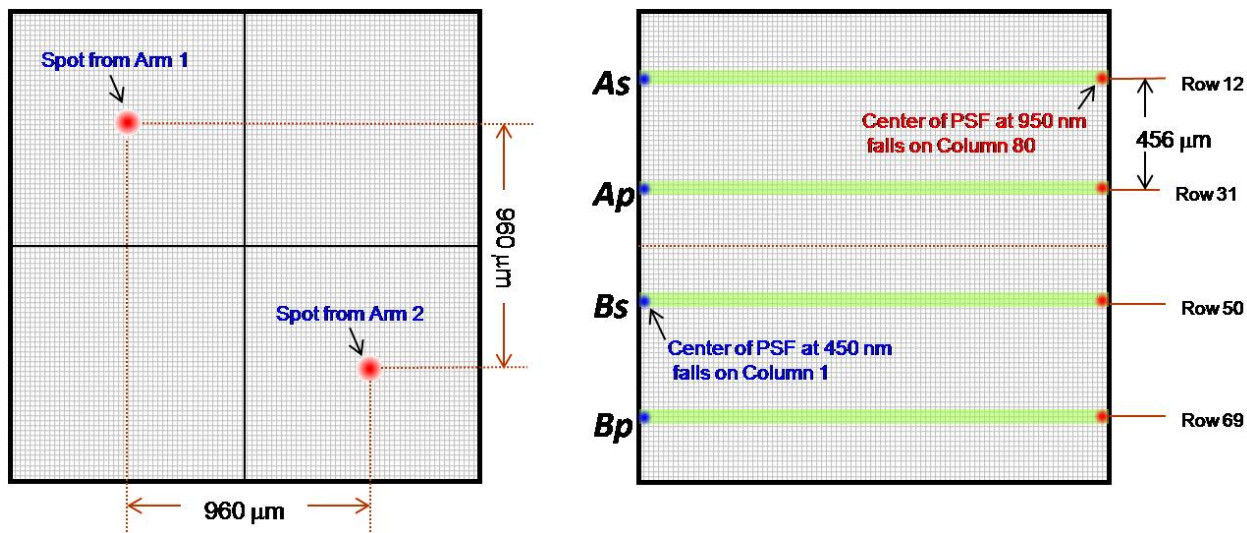 Spot from Arm 1
Spot from Arm 2
960 μm
960 μm
As
Ap
Bs
Bp
Center of PSF at 950 nm
falls on Column 80
Center of PSF at 450 nm
falls on Column 1
Row 12
456 μm
Row 31
Row 50
Row 69